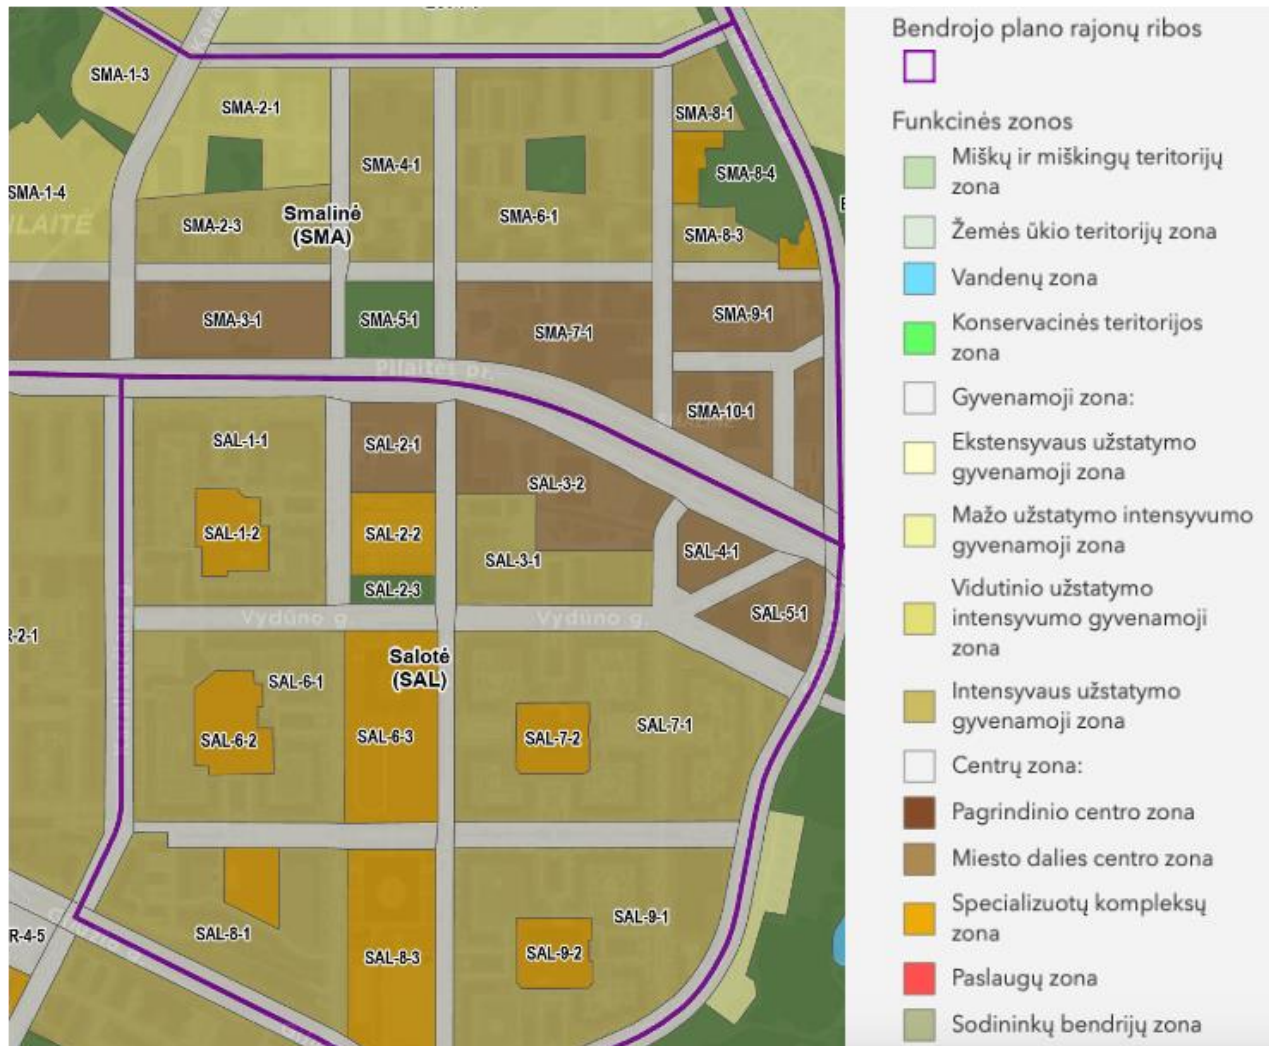 SMA-1-3
SMA-2-1
SMA-8-1
SMA-4-1
SMA-8-4
SMA-1-4
SMA-6-1
Smalinė
(SMA)
SMA-2-3
SMA-8-3
SMA-3-1
SMA-5-1
SMA-7-1
SMA-9-1
Pilaitės pr.
SMA-10-1
SAL-1-1
SAL-2-1
SAL-3-2
SAL-1-2
SAL-2-2
SAL-4-1
SAL-3-1
SAL-2-3
SAL-5-1
Vydūno g.
Vydūno g.
R-2-1
Salotė
(SAL)
SAL-6-1
SAL-6-2
SAL-6-3
SAL-7-2
SAL-7-1
SAL-8-1
SAL-9-1
R-4-5
SAL-8-3
SAL-9-2
Bendrojo plano rajonų ribos
Funkcinės zonos
Miškų ir miškingų teritorijų
zona
Žemės ūkio teritorijų zona
Vandenų zona
Konservacinės teritorijos
zona
Gyvenamoji zona:
Ekstensyvaus užstatymo
gyvenamoji zona
Mažo užstatymo intensyvumo
gyvenamoji zona
Vidutinio užstatymo
intensyvumo gyvenamoji
zona
Intensyvaus užstatymo
gyvenamoji zona
Centrų zona:
Pagrindinio centro zona
Miesto dalies centro zona
Specializuotų kompleksų
zona
Paslaugų zona
Sodininkų bendrijų zona